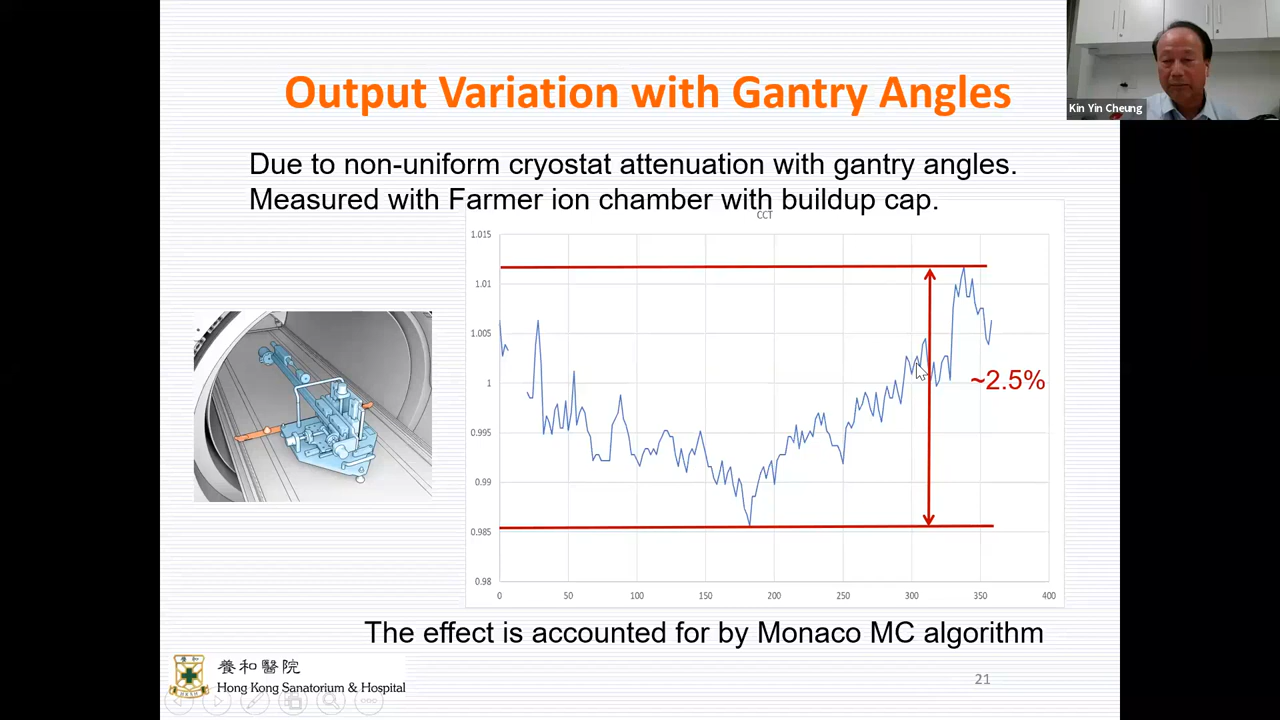 Output Variation with Gantry Angles
Kin Yin Cheung
Due to non-uniform cryostat attenuation with gantry angles.
Measured with Farmer ion chamber with buildup cap.
CCT
1.015
1.01
1.005
1
0.995
0.99
0.985
0.98
0 50 100 150 200 250 300 350 400
~2.5%
The effect is accounted for by Monaco MC algorithm
養和醫院
Hong Kong Sanatorium & Hospital
21